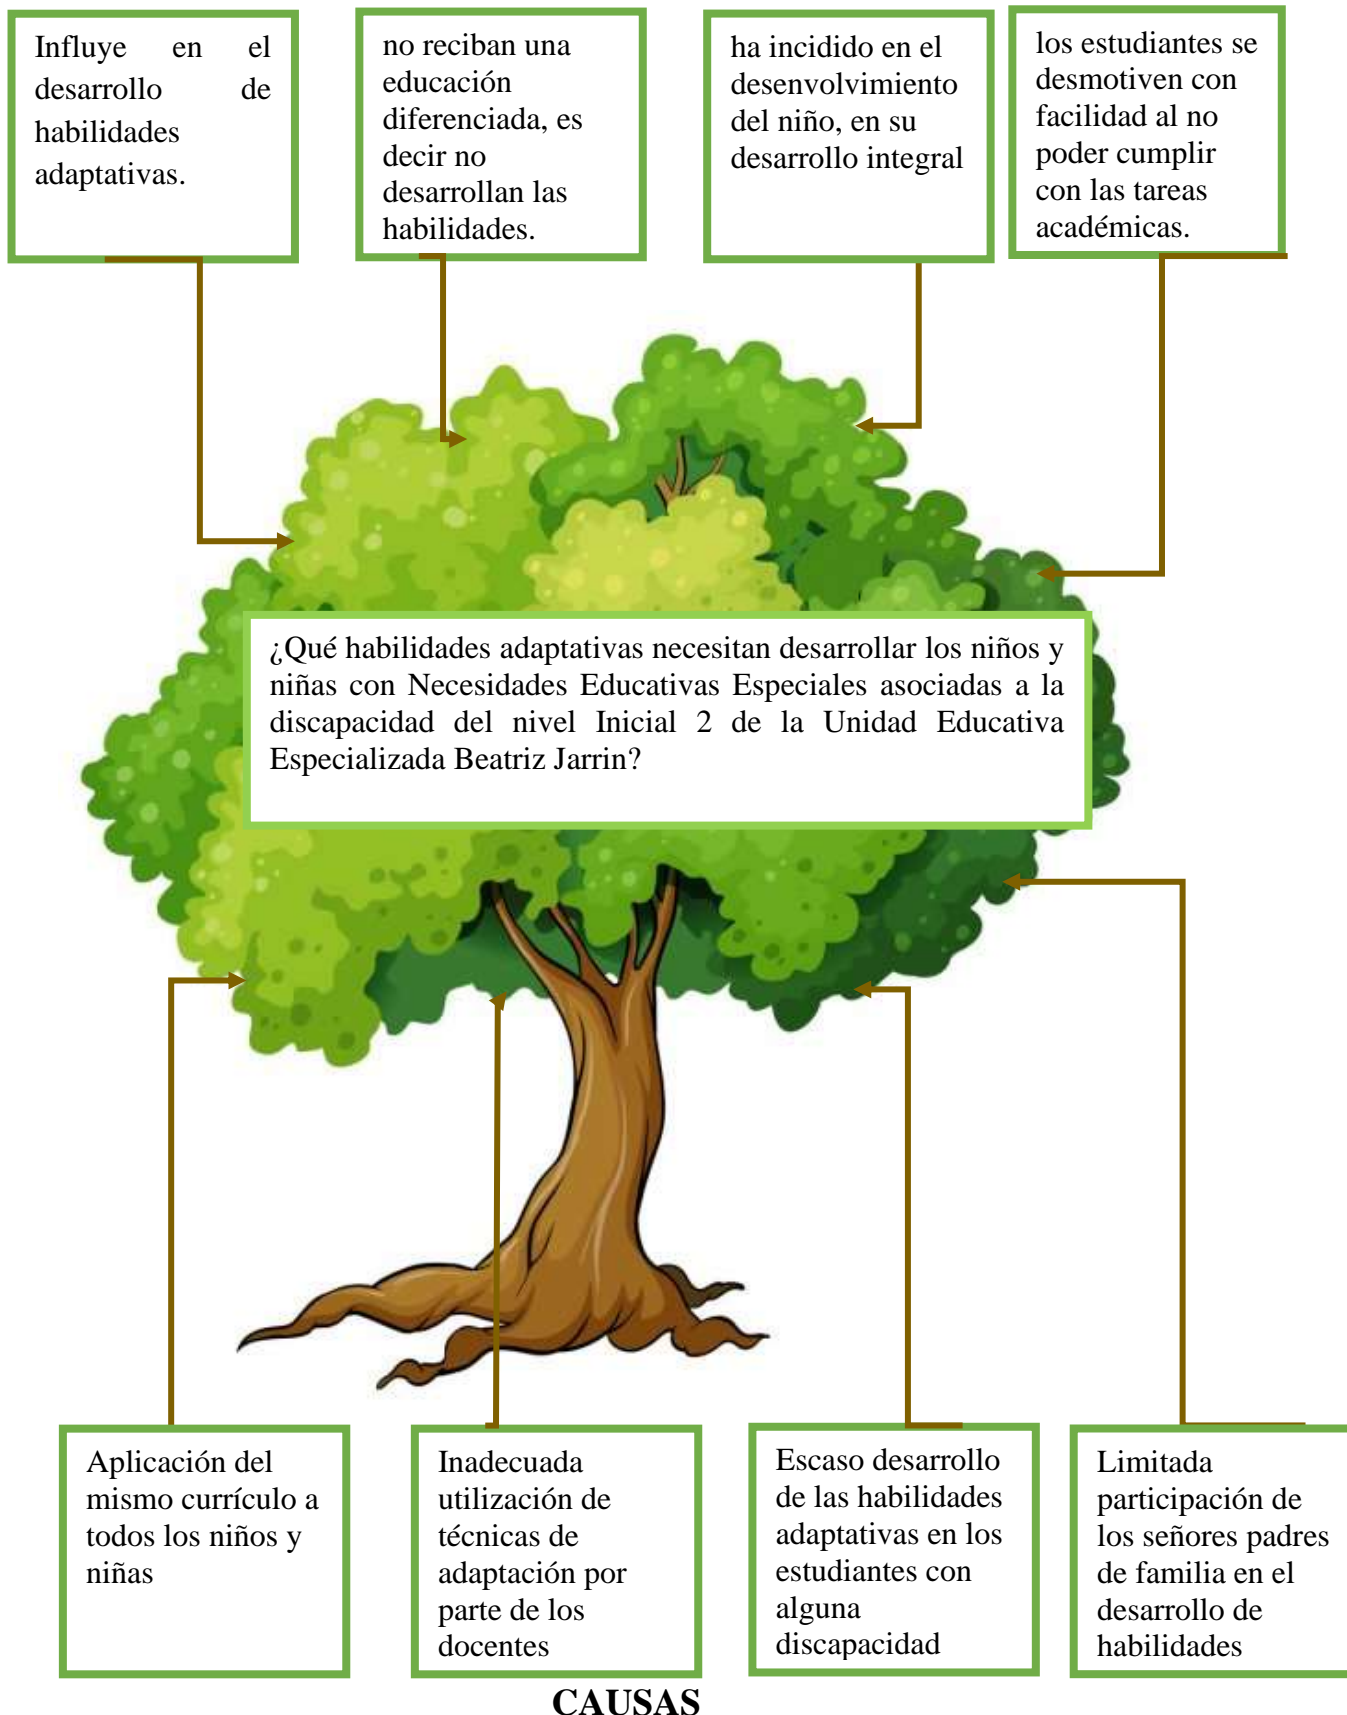 Influye en el
desarrollo de
habilidades
adaptativas.
no reciban una
educación
diferenciada, es
decir no
desarrollan las
habilidades.
ha incidido en el
desenvolvimiento
del niño, en su
desarrollo integral
los estudiantes se
desmotiven con
facilidad al no
poder cumplir
con las tareas
académicas.
¿Qué habilidades adaptativas necesitan desarrollar los niños y
niñas con Necesidades Educativas Especiales asociadas a la
discapacidad del nivel Inicial 2 de la Unidad Educativa
Especializada Beatriz Jarrin?
Aplicación del
mismo currículo a
todos los niños y
niñas
Inadecuada
utilización de
técnicas de
adaptación por
parte de los
docentes
Escaso desarrollo
de las habilidades
adaptativas en los
estudiantes con
alguna
discapacidad
Limitada
participación de
los señores padres
de familia en el
desarrollo de
habilidades
CAUSAS